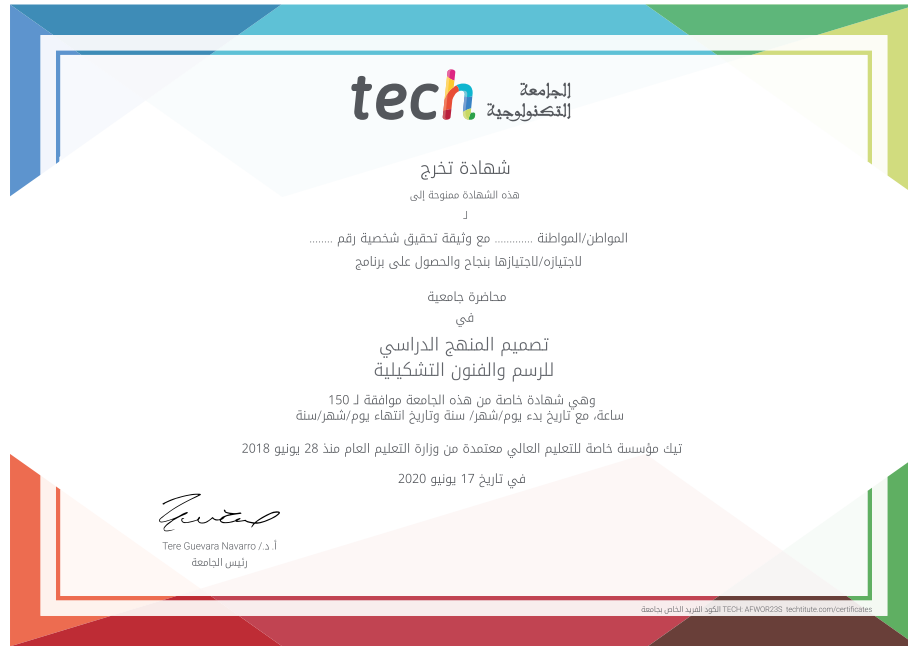 tech
الجامعة
التكنولوجية
شهادة تخرج
هذه الشهادة ممنوحة إلى
لـ
المواطن/المواطنة ............ مع وثيقة تحقيق شخصية رقم ........
لاجتيازه/لاجتيازها بنجاح والحصول على برنامج
محاضرة جامعية
في
تصميم المنهج الدراسي
للرسم والفنون التشكيلية
وهي شهادة خاصة من هذه الجامعة موافقة لـ 150
ساعة، مع تاريخ بدء يوم/شهر/ سنة وتاريخ انتهاء يوم/شهر/سنة
تيك مؤسسة خاصة للتعليم العالي معتمدة من وزارة التعليم العام منذ 28 يونيو 2018
في تاريخ 17 يونيو 2020
أ. د./ Tere Guevara Navarro
رئيس الجامعة
الكود الفريد الخاص بجامعة TECH: AFWOR23S techtitute.com/certificates